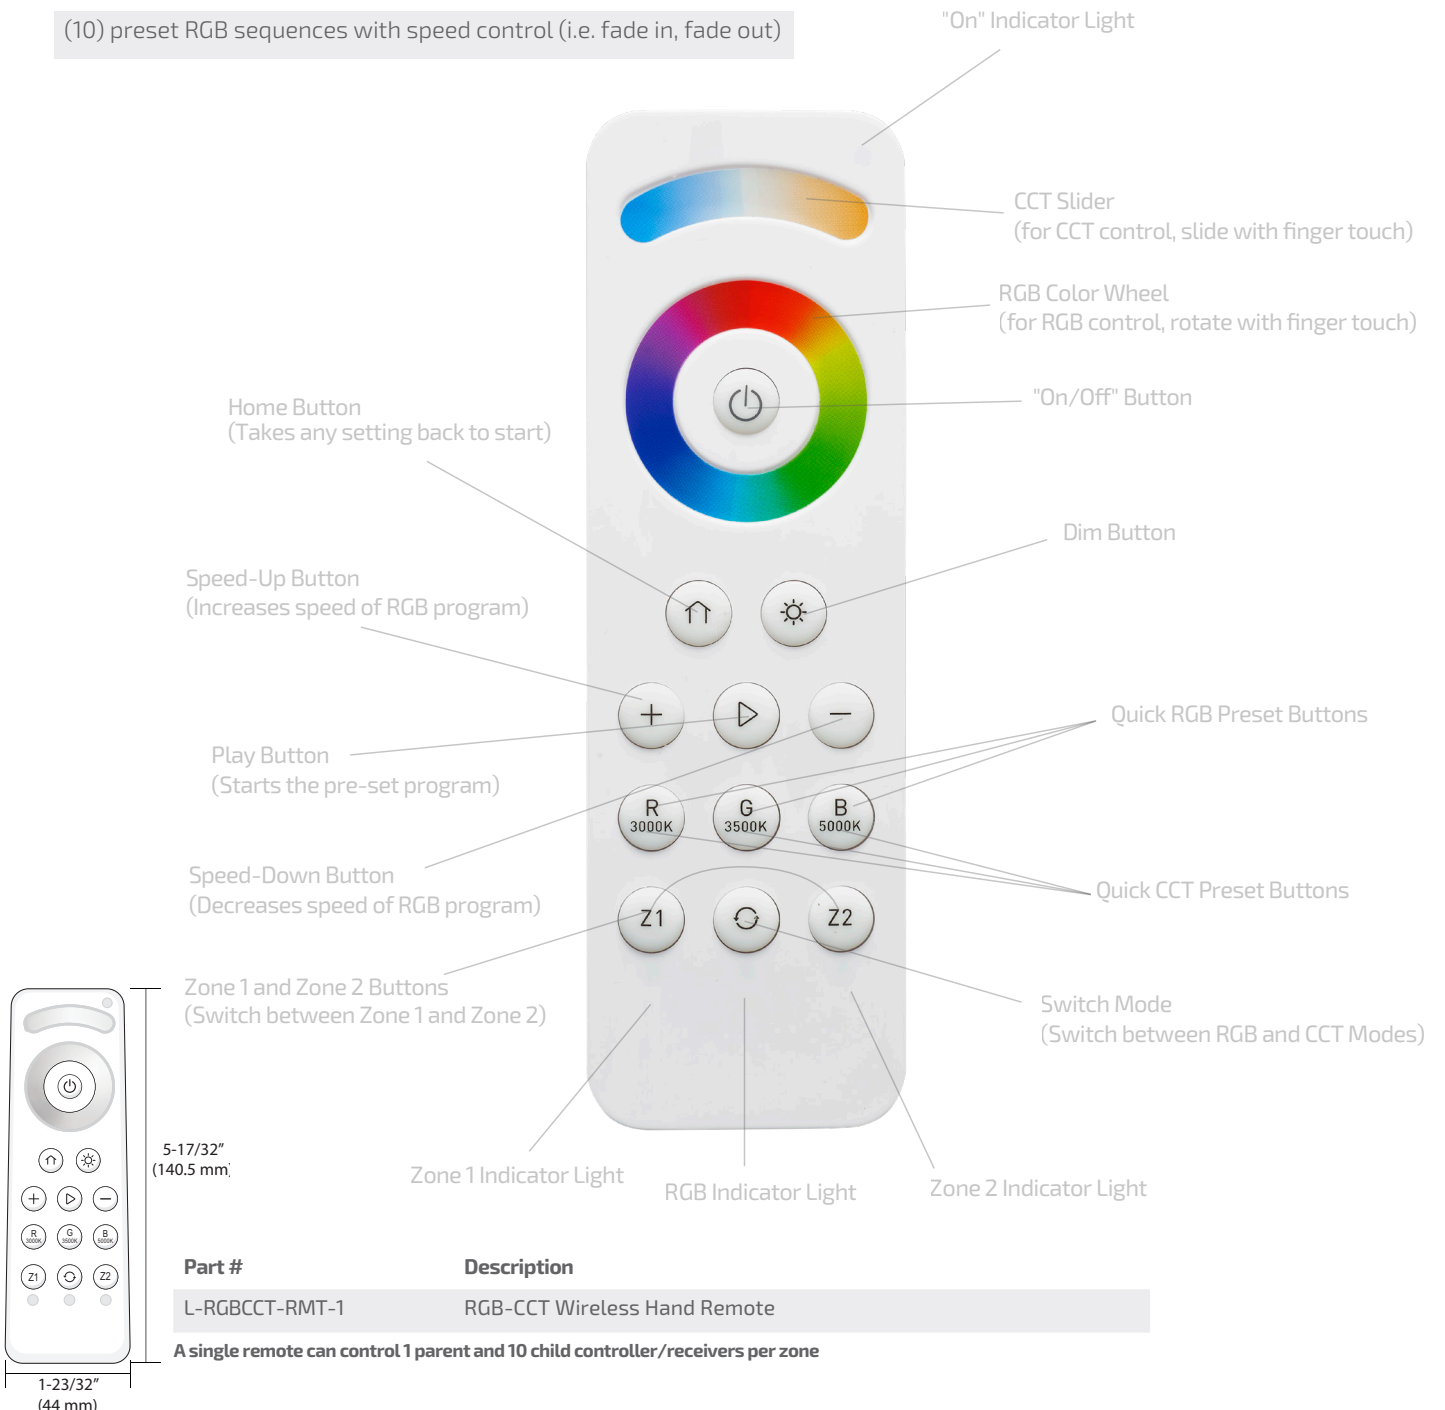 (10) preset RGB sequences with speed control (i.e. fade in, fade out)
"On" Indicator Light
CCT Slider
(for CCT control, slide with finger touch)
RGB Color Wheel
(for RGB control, rotate with finger touch)
"On/Off" Button
Home Button
(Takes any setting back to start)
Dim Button
Speed-Up Button
(Increases speed of RGB program)
Quick RGB Preset Buttons
Play Button
(Starts the pre-set program)
R
3000K
G
3500K
B
5000K
Speed-Down Button
(Decreases speed of RGB program)
Quick CCT Preset Buttons
Z1
Z2
Zone 1 and Zone 2 Buttons
(Switch between Zone 1 and Zone 2)
Switch Mode
(Switch between RGB and CCT Modes)
Zone 1 Indicator Light
RGB Indicator Light
Zone 2 Indicator Light
5-17/32"
(140.5 mm)
R
3000K
G
3500K
B
5000K
Z1
Z2
1-23/32"
(44 mm)
Part # Description
L-RGBCCT-RMT-1 RGB-CCT Wireless Hand Remote
A single remote can control 1 parent and 10 child controller/receivers per zone